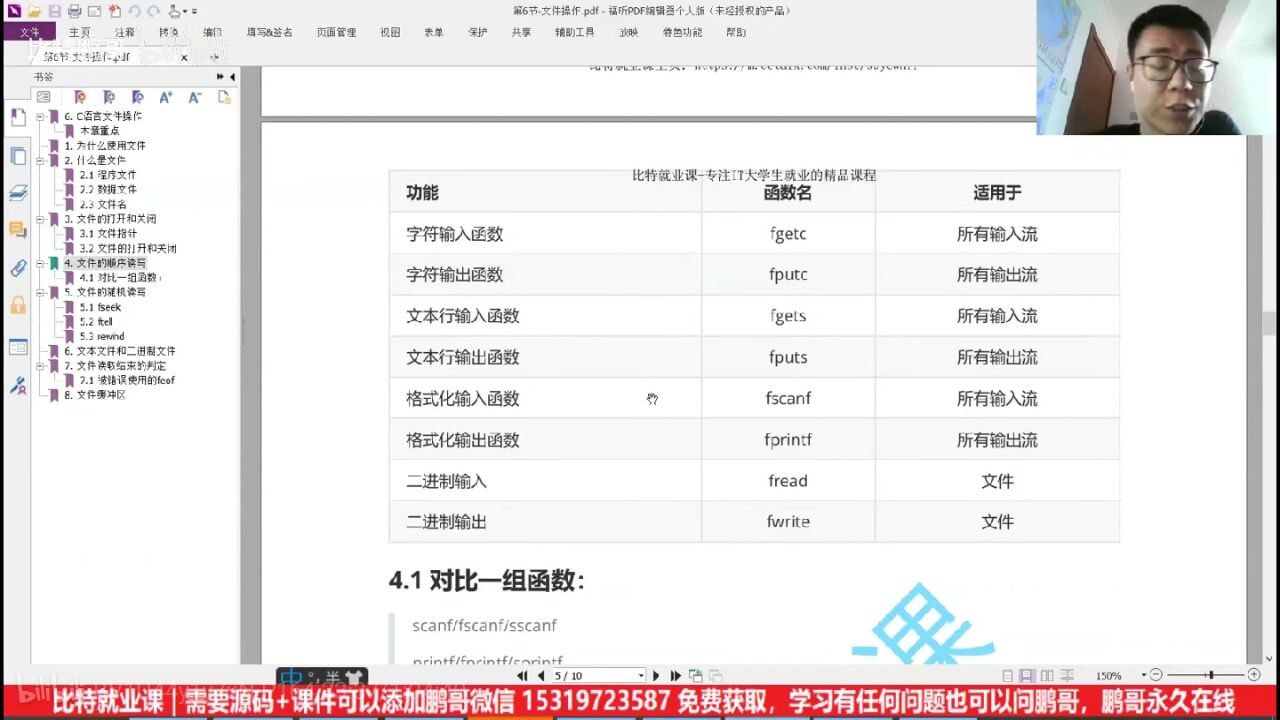 第6节-文件操作.pdf - 福昕PDF编辑器个人版（未经授权的产品）
文件 主页 注释 转换 编辑 填写&签名 页面管理 视图 表单 保护 共享 辅助工具 放映 特色功能 帮助
第6节-文件操作.pdf
书签
6. C语言文件操作
本章重点
1. 为什么使用文件
2. 什么是文件
2.1 程序文件
2.2 数据文件
2.3 文件名
3. 文件的打开和关闭
3.1 文件指针
3.2 文件的打开和关闭
4. 文件的顺序读写
4.1 对比一组函数：
5. 文件的随机读写
5.1 fseek
5.2 ftell
5.3 rewind
6. 文本文件和二进制文件
7. 文件读取结束的判定
7.1 被错误使用的feof
8. 文件缓冲区
比特就业课-专注IT大学生就业的精品课程
功能 函数名 适用于
字符输入函数 fgetc 所有输入流
字符输出函数 fputc 所有输出流
文本行输入函数 fgets 所有输入流
文本行输出函数 fputs 所有输出流
格式化输入函数 fscanf 所有输入流
格式化输出函数 fprintf 所有输出流
二进制输入 fread 文件
二进制输出 fwrite 文件
4.1 对比一组函数：
scanf/fscanf/sscanf
printf/fprintf/sprintf
课
中 半
5 / 10
150%
比特就业课 | 需要源码+课件可以添加鹏哥微信 15319723587 免费获取，学习有任何问题也可以问鹏哥，鹏哥永久在线